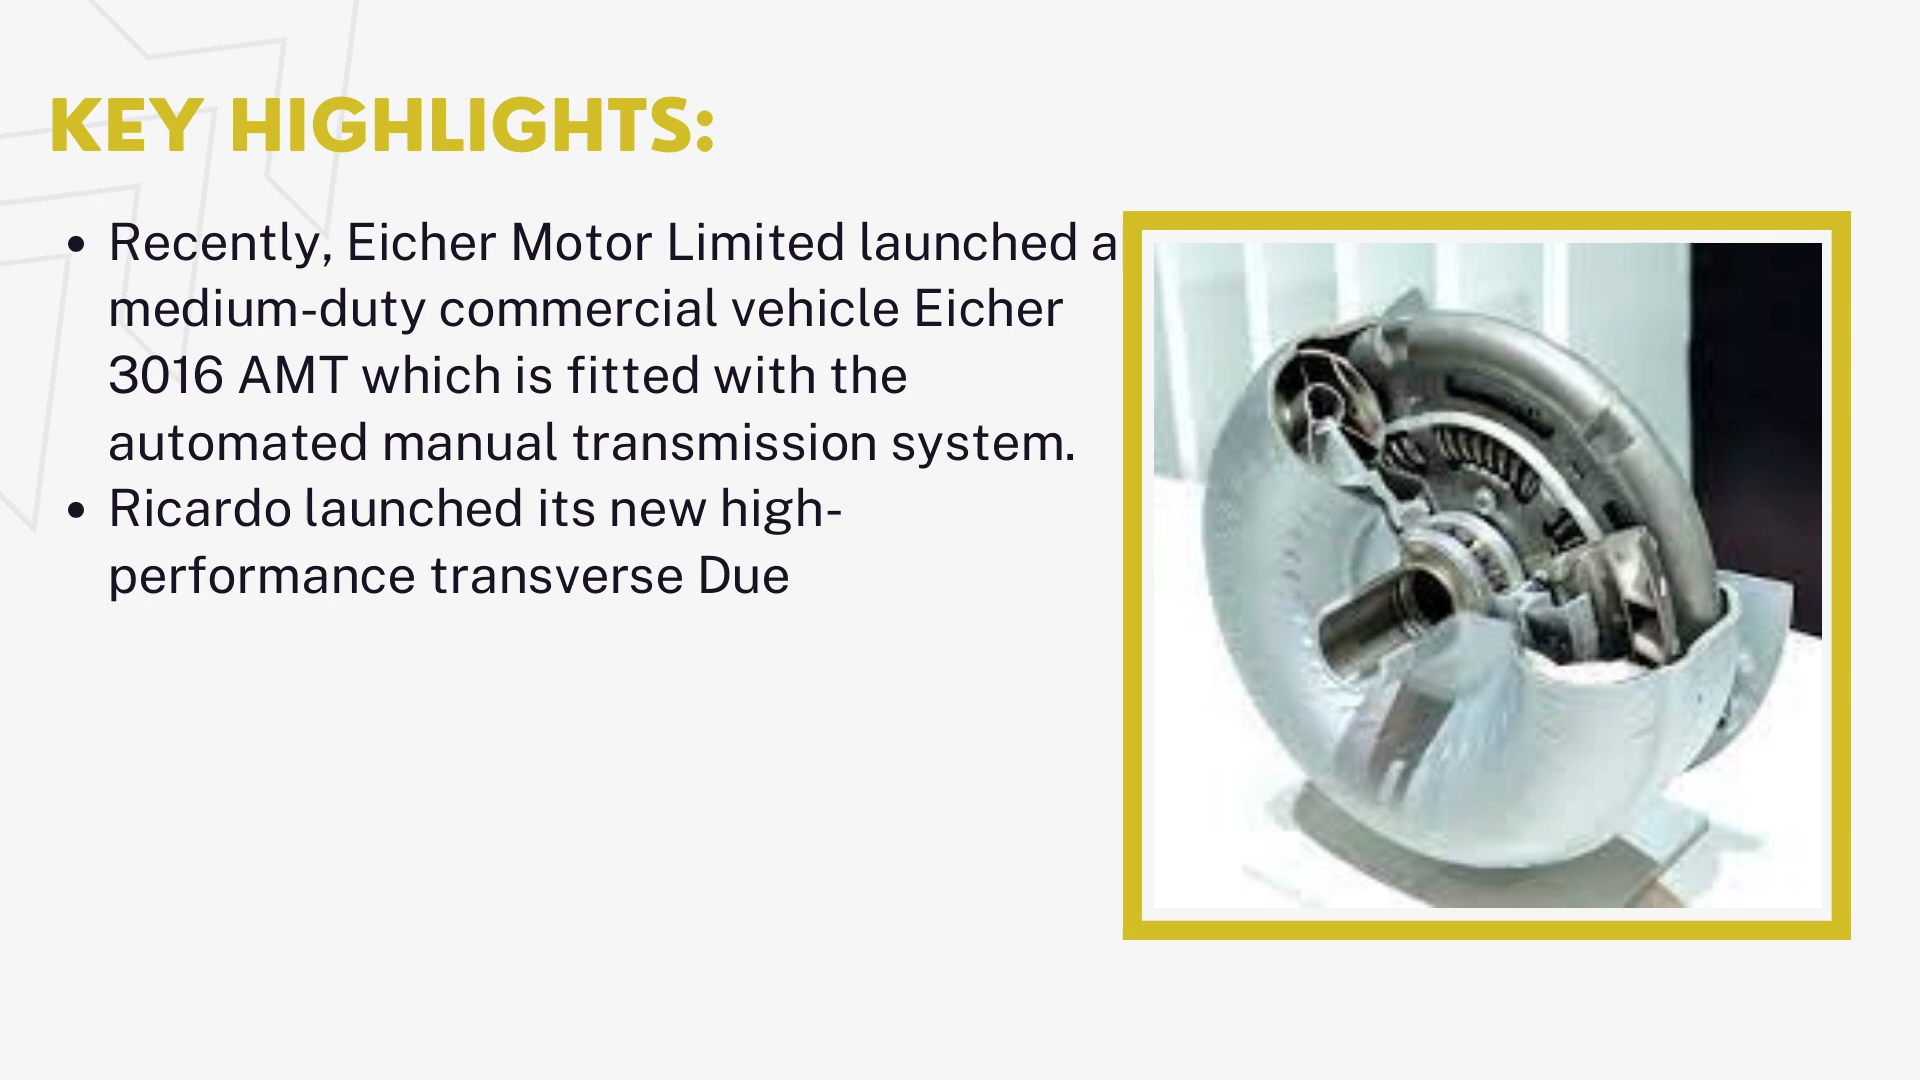 KEY HIGHLIGHTS:
• Recently, Eicher Motor Limited launched a
medium-duty commercial vehicle Eicher
3016 AMT which is fitted with the
automated manual transmission system.
• Ricardo launched its new high-
performance transverse Due